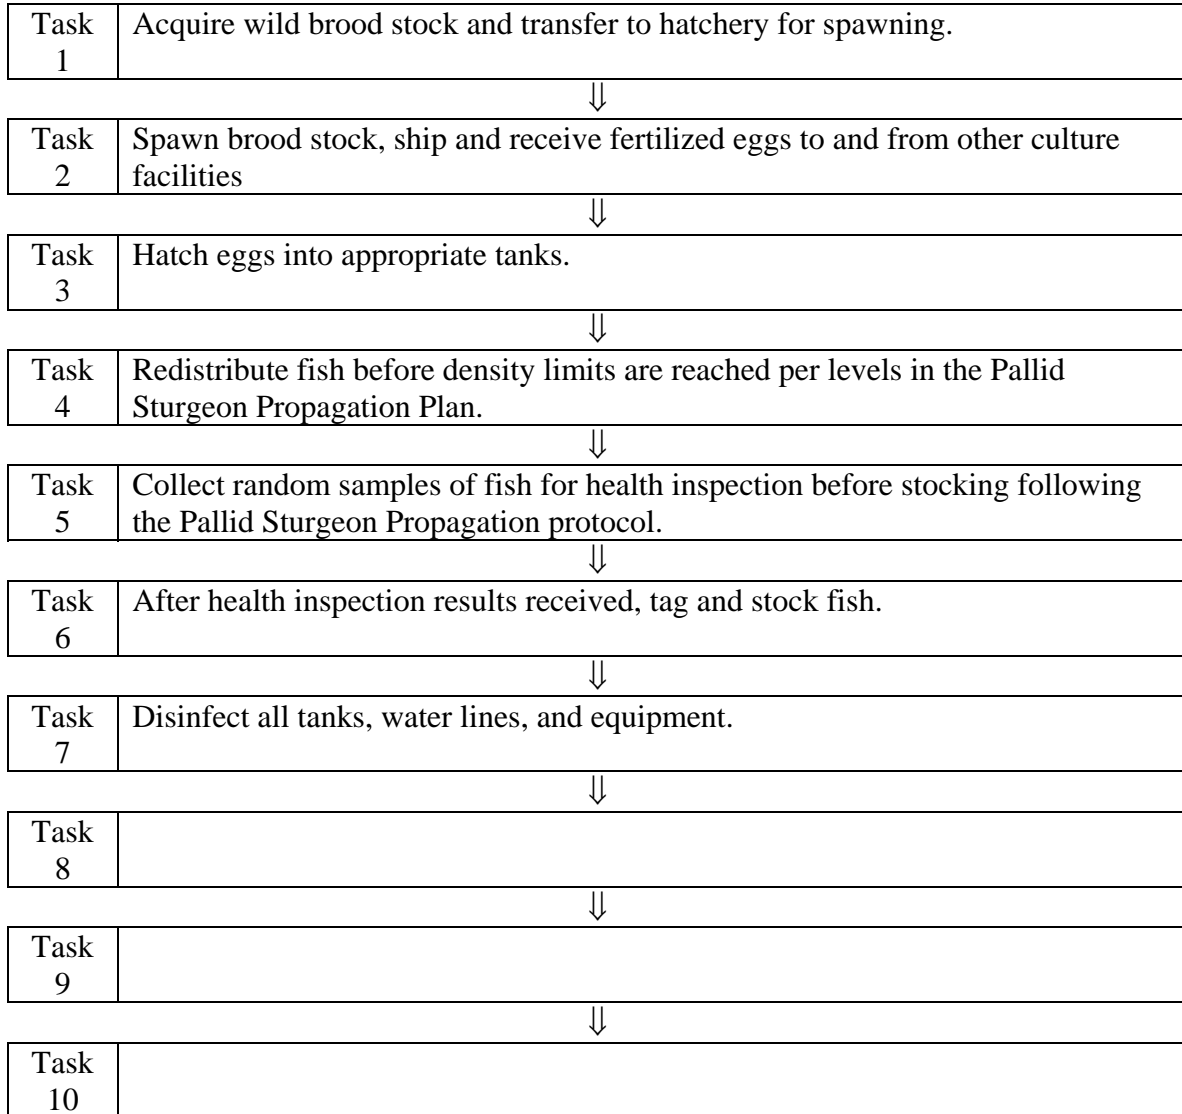 Task 1 Acquire wild brood stock and transfer to hatchery for spawning.
⇓
Task 2 Spawn brood stock, ship and receive fertilized eggs to and from other culture
facilities
⇓
Task 3 Hatch eggs into appropriate tanks.
⇓
Task 4 Redistribute fish before density limits are reached per levels in the Pallid
Sturgeon Propagation Plan.
⇓
Task 5 Collect random samples of fish for health inspection before stocking following
the Pallid Sturgeon Propagation protocol.
⇓
Task 6 After health inspection results received, tag and stock fish.
⇓
Task 7 Disinfect all tanks, water lines, and equipment.
⇓
Task 8
⇓
Task 9
⇓
Task 10